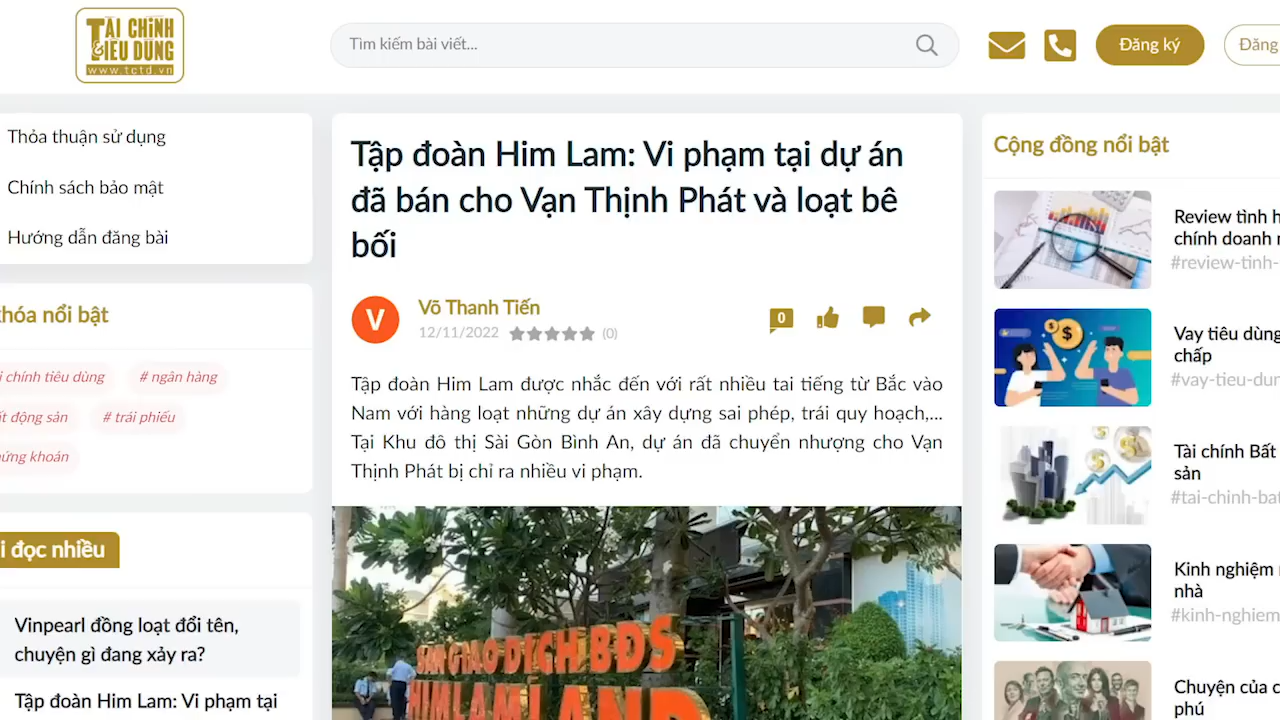 TÀI CHÍNH
& TIÊU DÙNG
www.tctd.vn
Tìm kiếm bài viết...
Đăng ký
Đăng
Thỏa thuận sử dụng
Chính sách bảo mật
Hướng dẫn đăng bài
khóa nổi bật
chính tiêu dùng
# ngân hàng
động sản
# trái phiếu
khoán
đọc nhiều
Vinpearl đồng loạt đổi tên,
chuyện gì đang xảy ra?
Tập đoàn Him Lam: Vi phạm tại
Tập đoàn Him Lam: Vi phạm tại dự án
đã bán cho Vạn Thịnh Phát và loạt bê
bối
V
Võ Thanh Tiến
12/11/2022
(0)
0
Tập đoàn Him Lam được nhắc đến với rất nhiều tai tiếng từ Bắc vào
Nam với hàng loạt những dự án xây dựng sai phép, trái quy hoạch,...
Tại Khu đô thị Sài Gòn Bình An, dự án đã chuyển nhượng cho Vạn
Thịnh Phát bị chỉ ra nhiều vi phạm.
SÀN GIAO DỊCH BĐS
HIM LAM LAND
Cộng đồng nổi bật
Review tình h
chính doanh n
#review-tinh-
Vay tiêu dùng
chấp
#vay-tieu-dun
Tài chính Bất
sản
#tai-chinh-bat
Kinh nghiệm
nhà
#kinh-nghiem
Chuyện của c
phú